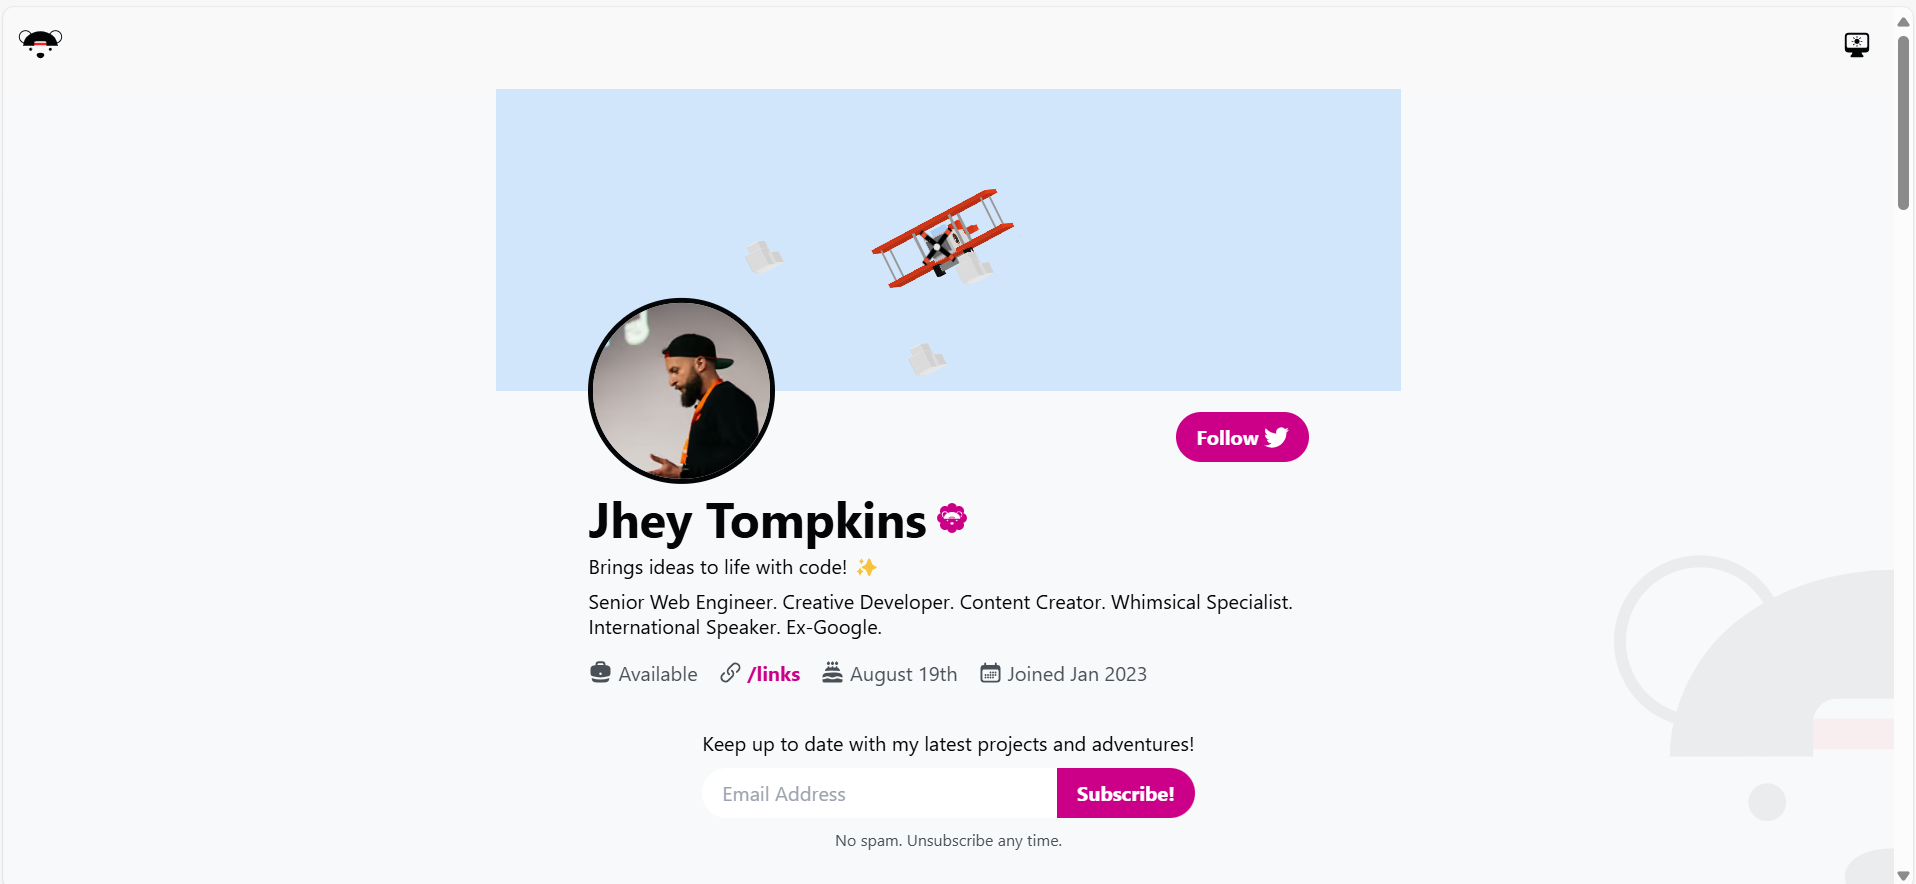 Follow
Jhey Tompkins
Brings ideas to life with code! ✨
Senior Web Engineer. Creative Developer. Content Creator. Whimsical Specialist.
International Speaker. Ex-Google.
Available /links August 19th Joined Jan 2023
Keep up to date with my latest projects and adventures!
Email Address Subscribe!
No spam. Unsubscribe any time.